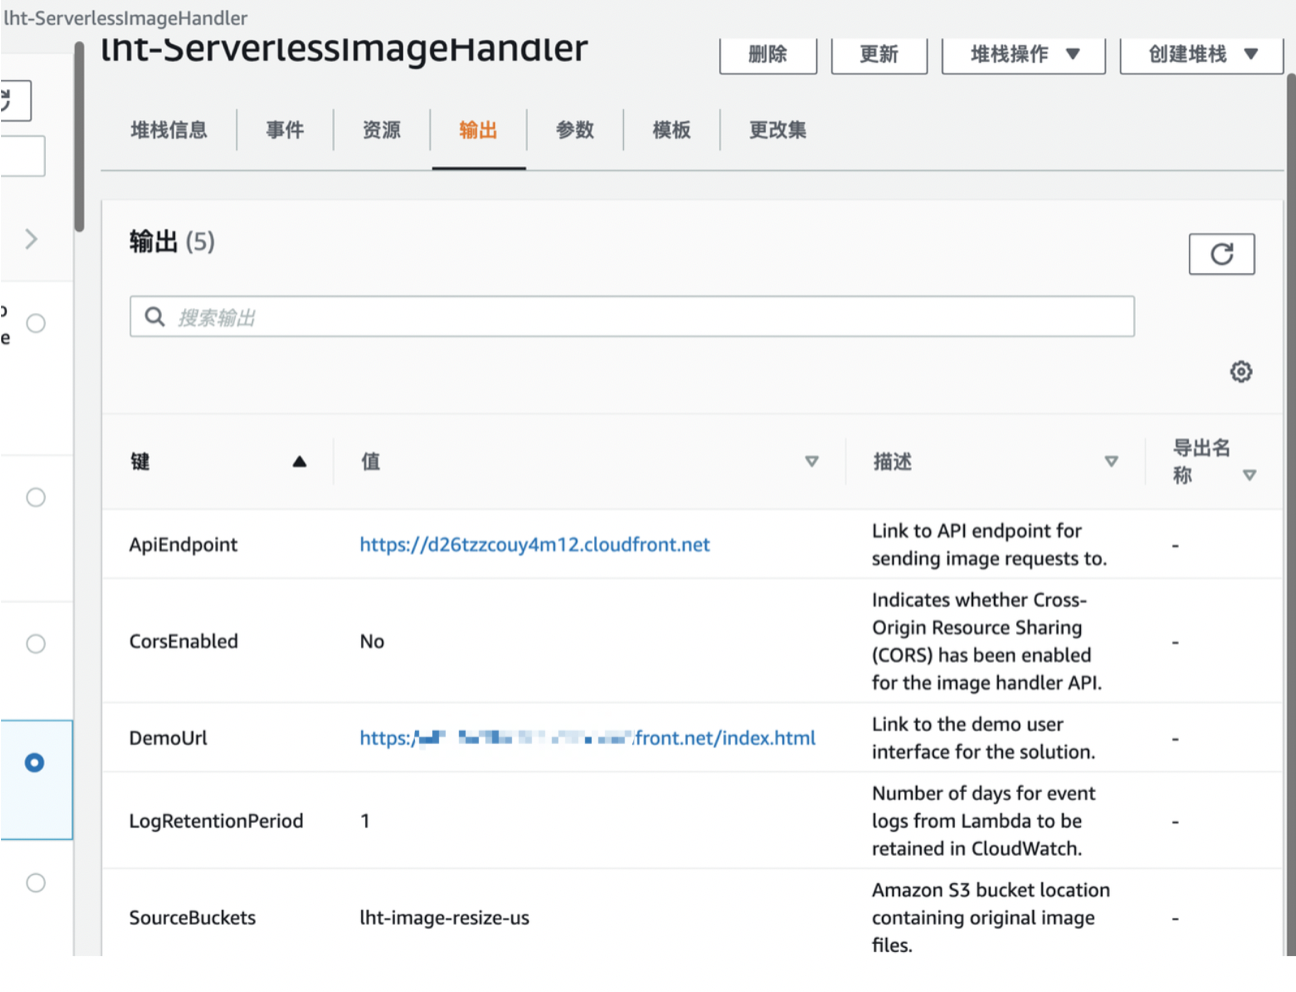 lht-ServerlessImageHandler
lht-ServerlessImageHandler
删除
更新
堆栈操作
创建堆栈
堆栈信息
事件
资源
输出
参数
模板
更改集
输出 (5)
搜索输出
键
值
描述
导出名
称
ApiEndpoint
https://d26tzzcouy4m12.cloudfront.net
Link to API endpoint for
sending image requests to.
-
CorsEnabled
No
Indicates whether Cross-
Origin Resource Sharing
(CORS) has been enabled
for the image handler API.
-
DemoUrl
https:/
front.net/index.html
Link to the demo user
interface for the solution.
-
LogRetentionPeriod
1
Number of days for event
logs from Lambda to be
retained in CloudWatch.
-
SourceBuckets
lht-image-resize-us
Amazon S3 bucket location
containing original image
files.
-